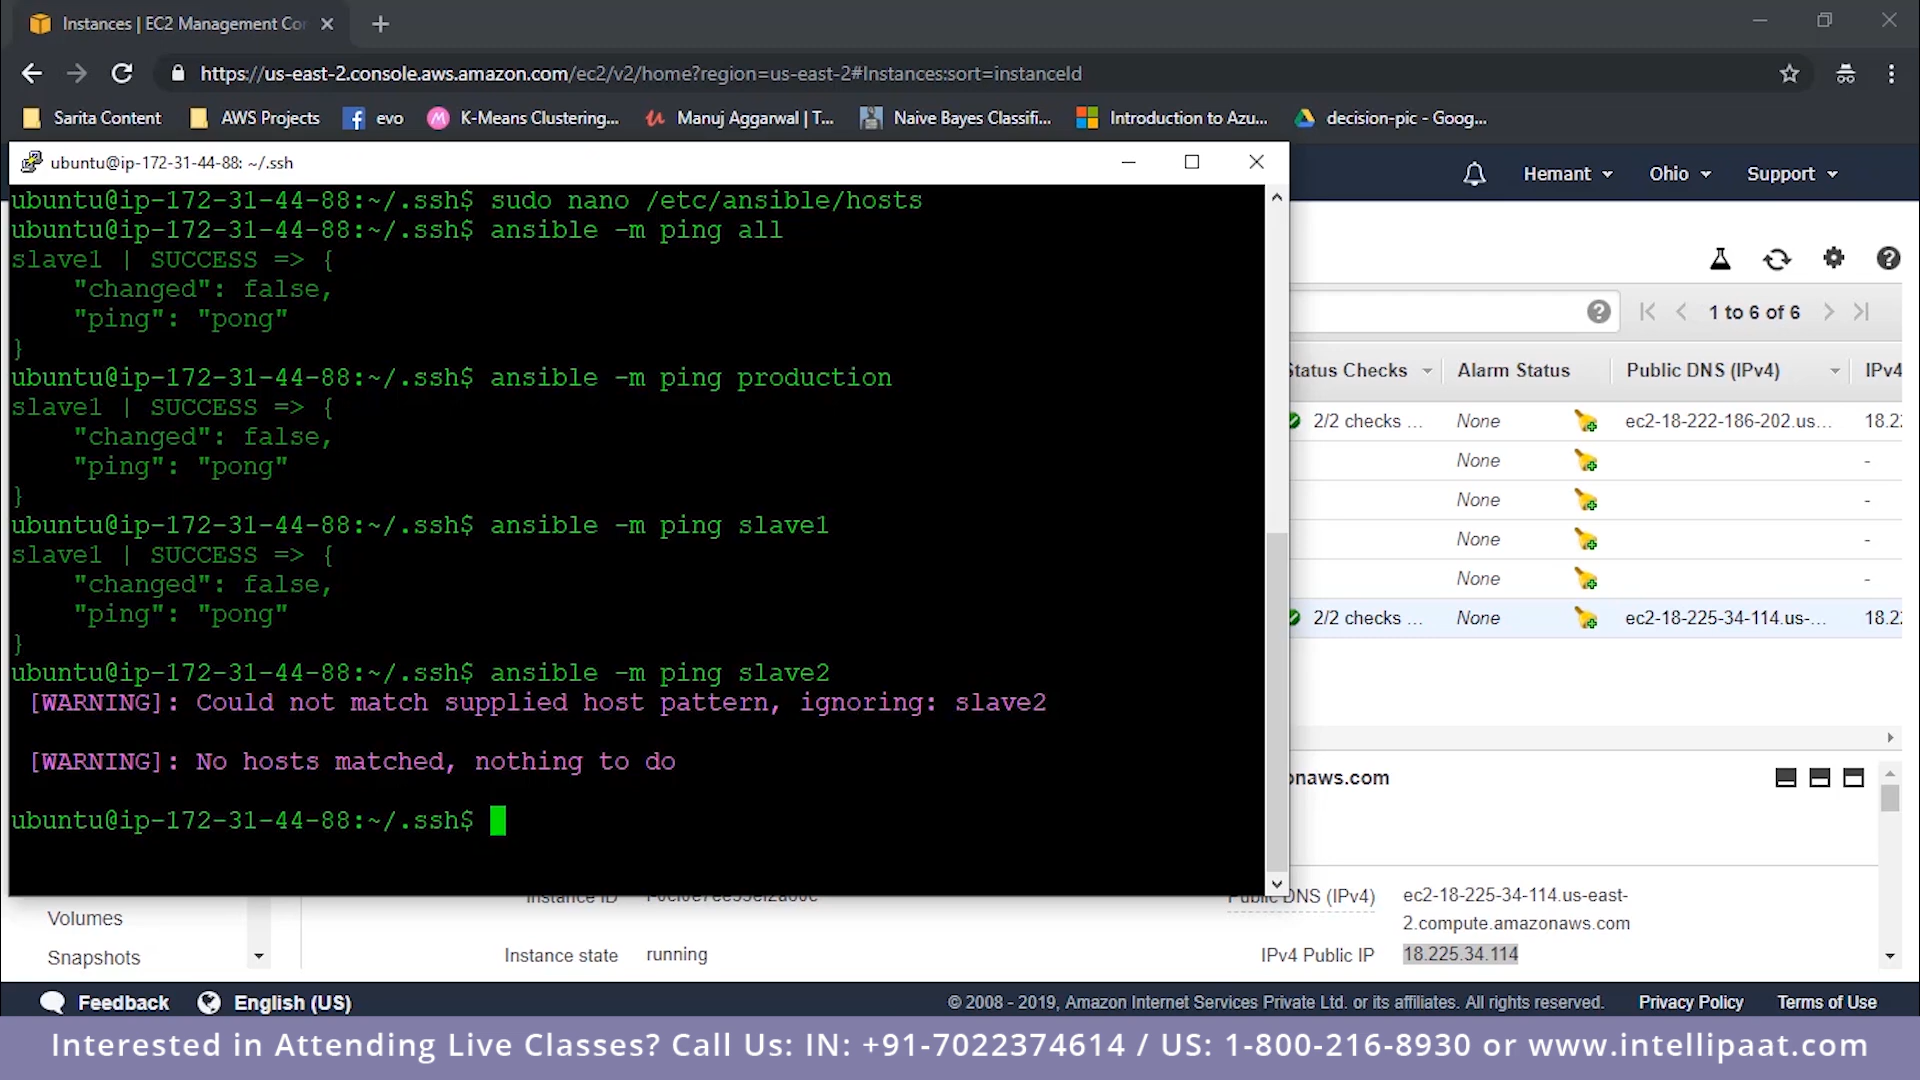 Instances | EC2 Management Con
https://us-east-2.console.aws.amazon.com/ec2/v2/home?region=us-east-2#Instances:sort=instanceId
Sarita Content AWS Projects evo K-Means Clustering... Manuj Aggarwal | T... Naive Bayes Classifi... Introduction to Azu... decision-pic - Goog...
ubuntu@ip-172-31-44-88: ~/.ssh
Hemant Ohio Support
ubuntu@ip-172-31-44-88:~/.ssh$ sudo nano /etc/ansible/hosts
ubuntu@ip-172-31-44-88:~/.ssh$ ansible -m ping all
slave1 | SUCCESS => {
"changed": false,
"ping": "pong"
}
ubuntu@ip-172-31-44-88:~/.ssh$ ansible -m ping production
slave1 | SUCCESS => {
"changed": false,
"ping": "pong"
}
ubuntu@ip-172-31-44-88:~/.ssh$ ansible -m ping slave1
slave1 | SUCCESS => {
"changed": false,
"ping": "pong"
}
ubuntu@ip-172-31-44-88:~/.ssh$ ansible -m ping slave2
[WARNING]: Could not match supplied host pattern, ignoring: slave2
[WARNING]: No hosts matched, nothing to do
ubuntu@ip-172-31-44-88:~/.ssh$
1 to 6 of 6
Status Checks Alarm Status Public DNS (IPv4) IPv4
2/2 checks ... None ec2-18-222-186-202.us... 18.22
None -
None -
None -
None -
2/2 checks ... None ec2-18-225-34-114.us-... 18.22
onaws.com
Instance ID
Public DNS (IPv4) ec2-18-225-34-114.us-east-
2.compute.amazonaws.com
Volumes
Snapshots
Instance state running
IPv4 Public IP 18.225.34.114
Feedback English (US)
© 2008 - 2019, Amazon Internet Services Private Ltd. or its affiliates. All rights reserved. Privacy Policy Terms of Use
Interested in Attending Live Classes? Call Us: IN: +91-7022374614 / US: 1-800-216-8930 or www.intellipaat.com